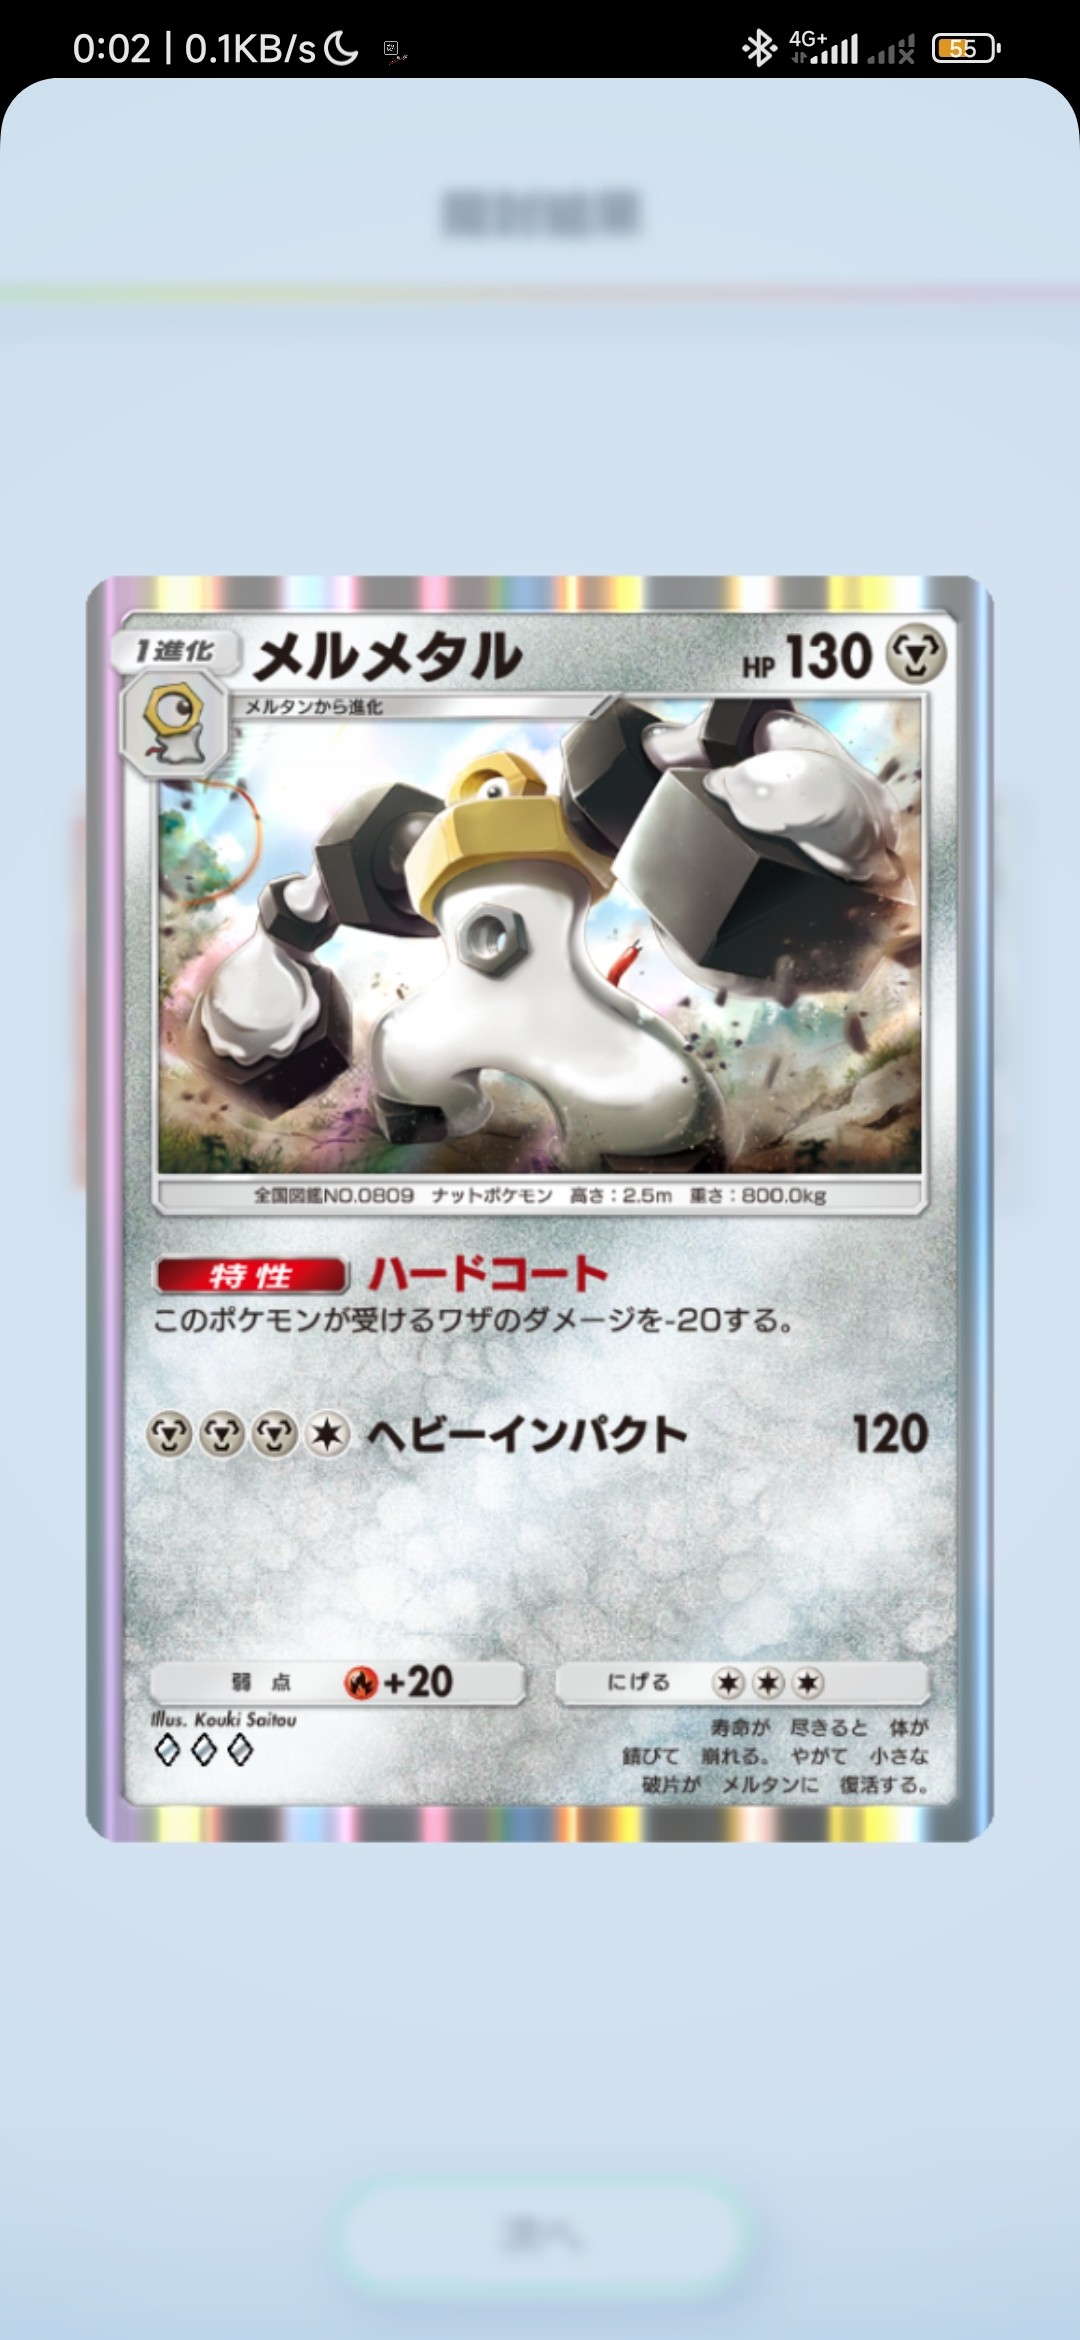 0:02 | 0.1KB/s
4G+
55
開封結果
1進化
メルメタル
HP 130
メルタンから進化
全国図鑑NO.0809 ナットポケモン 高さ:2.5m 重さ:800.0kg
特性 ハードコート
このポケモンが受けるワザのダメージを-20する。
ヘビーインパクト 120
弱点 +20
にげる
Illus. Kouki Saitou
寿命が 尽きると 体が
錆びて 崩れる。 やがて 小さな
破片が メルタンに 復活する。
次へ